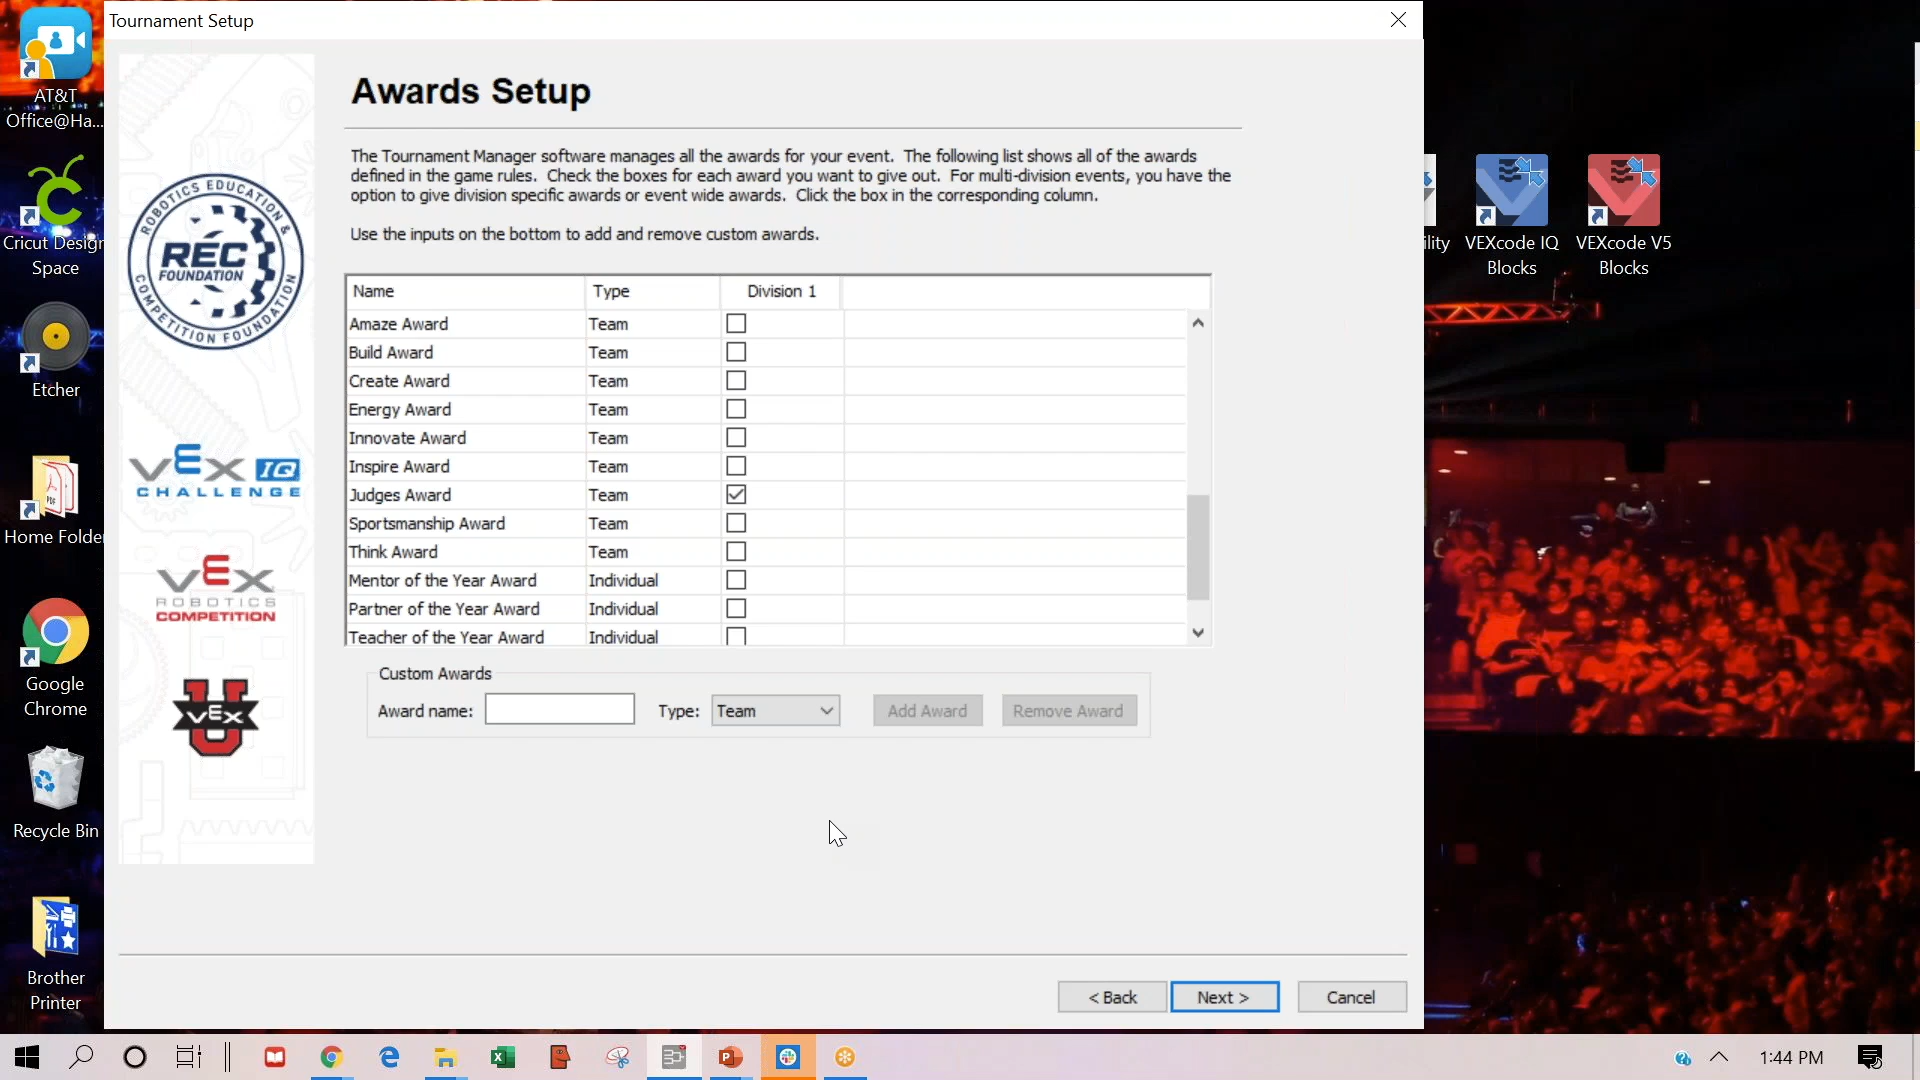 Tournament Setup
AT&T
Office@Ha...
Cricut Design
Space
Etcher
Home Folder
Google
Chrome
Recycle Bin
Brother
Printer
ROBOTICS EDUCATION &
REC
FOUNDATION
COMPETITION FOUNDATION
VEX IQ
CHALLENGE
VEX
ROBOTICS
COMPETITION
VEX
U
Awards Setup
The Tournament Manager software manages all the awards for your event. The following list shows all of the awards
defined in the game rules. Check the boxes for each award you want to give out. For multi-division events, you have the
option to give division specific awards or event wide awards. Click the box in the corresponding column.
Use the inputs on the bottom to add and remove custom awards.
Name Type Division 1
Amaze Award Team
Build Award Team
Create Award Team
Energy Award Team
Innovate Award Team
Inspire Award Team
Judges Award Team
Sportsmanship Award Team
Think Award Team
Mentor of the Year Award Individual
Partner of the Year Award Individual
Teacher of the Year Award Individual
Custom Awards
Award name: Type: Team Add Award Remove Award
< Back Next > Cancel
ility
VEXcode IQ
Blocks
VEXcode V5
Blocks
1:44 PM